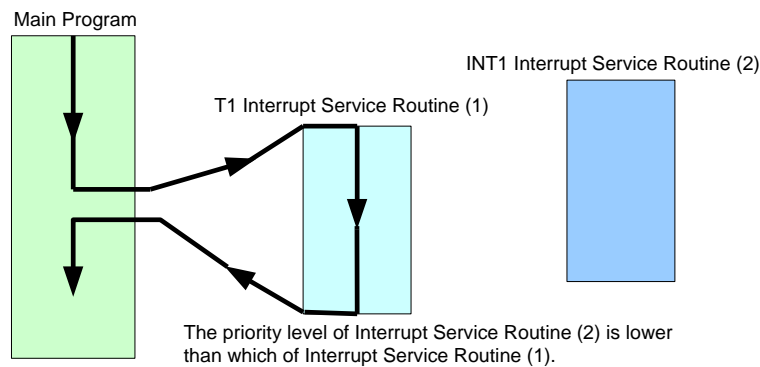 Main Program
INT1 Interrupt Service Routine (2)
T1 Interrupt Service Routine (1)
The priority level of Interrupt Service Routine (2) is lower
than which of Interrupt Service Routine (1).